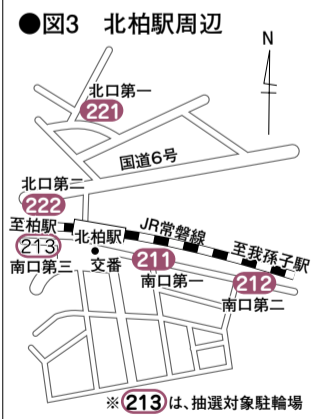 ●図3 北柏駅周辺
N
北口第一
221
国道6号
北口第二
222
至柏駅
213
南口第三
北柏駅
交番
JR常磐線
至我孫子駅
211
南口第一
212
南口第二
※213は、抽選対象駐輪場